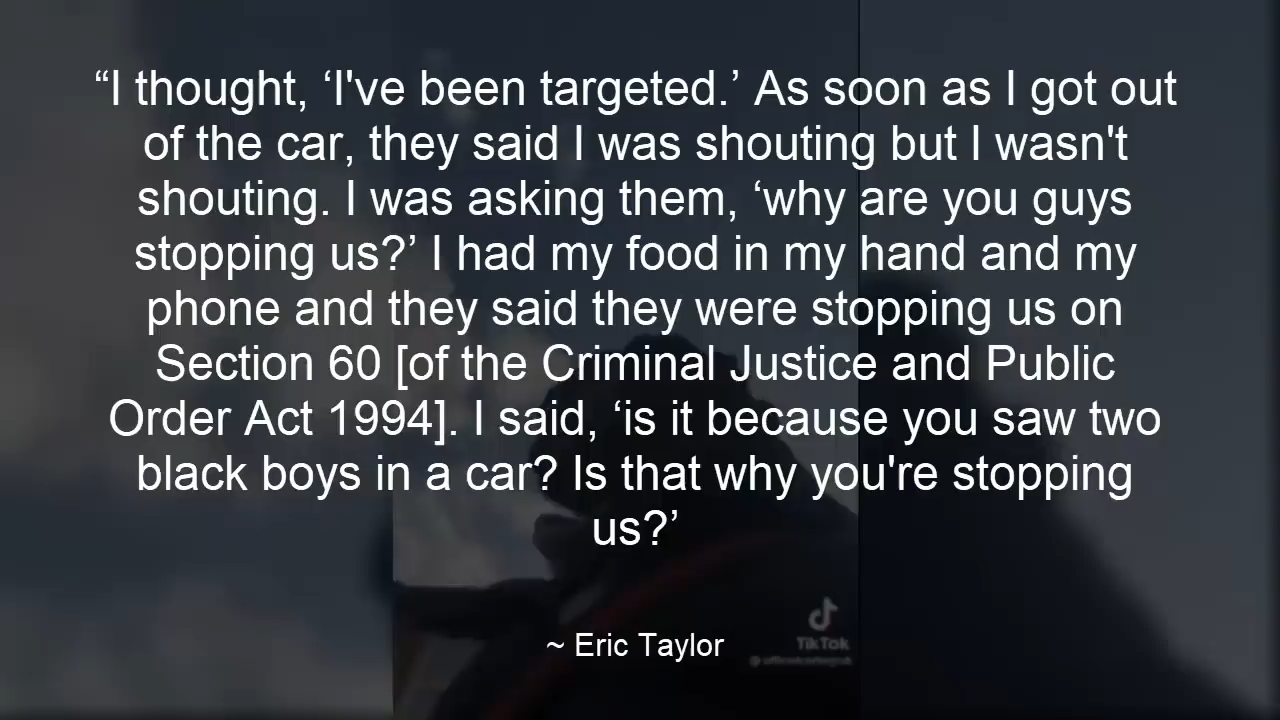 “I thought, ‘I've been targeted.’ As soon as I got out
of the car, they said I was shouting but I wasn't
shouting. I was asking them, ‘why are you guys
stopping us?’ I had my food in my hand and my
phone and they said they were stopping us on
Section 60 [of the Criminal Justice and Public
Order Act 1994]. I said, ‘is it because you saw two
black boys in a car? Is that why you're stopping
us?’
~ Eric Taylor
TikTok